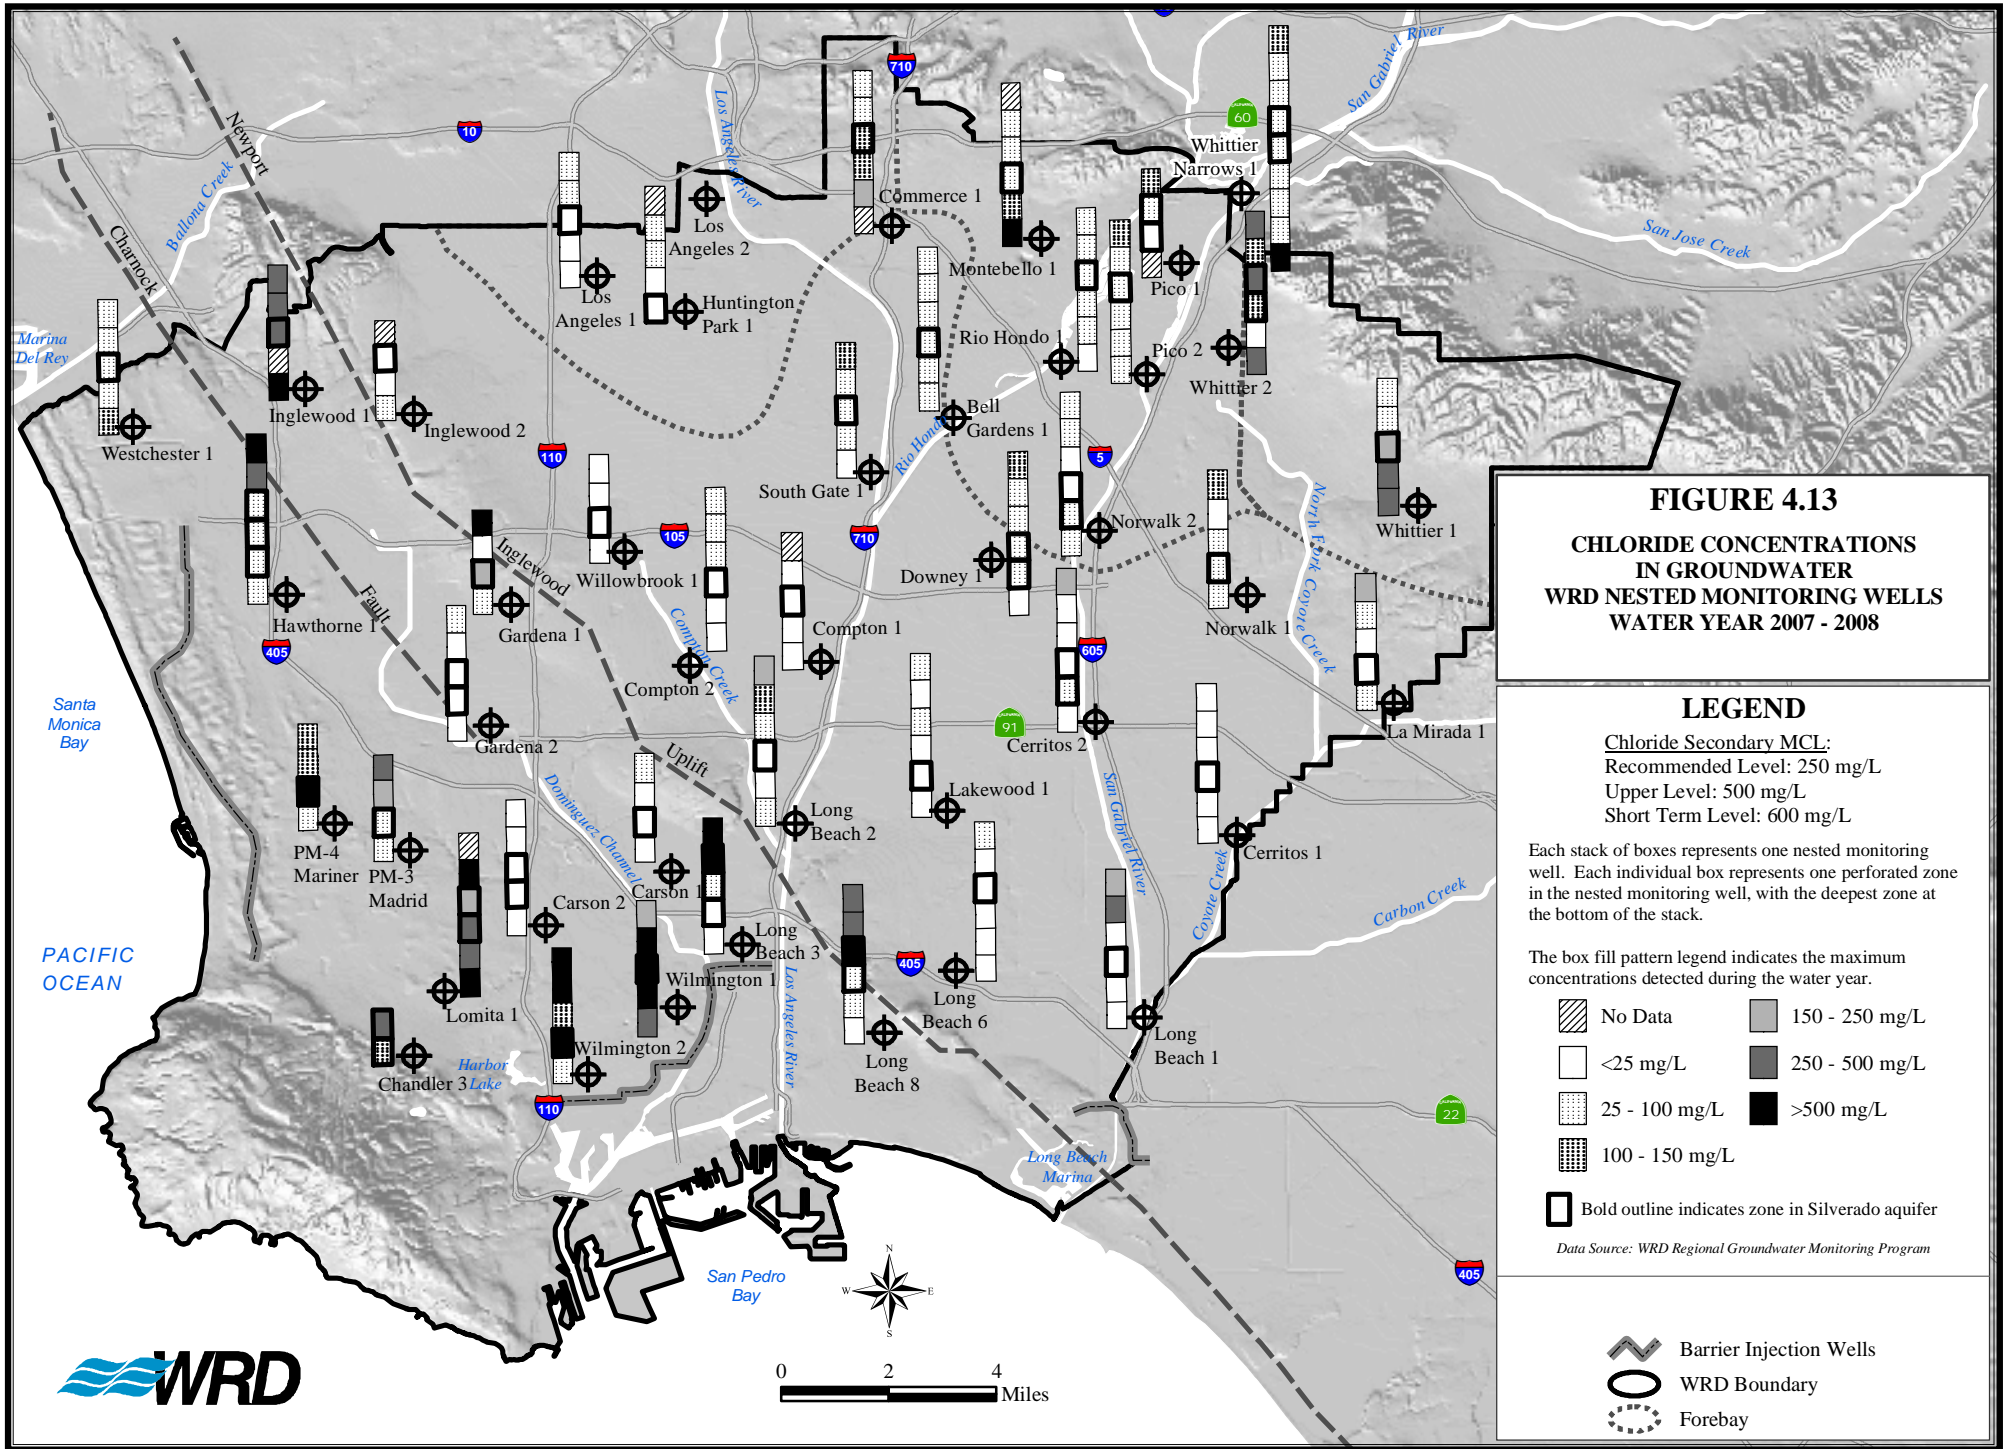 710
Los Angeles River
San Gabriel River
60
Whittier
Narrows 1
10
Newport
Ballona Creek
Charnock
Commerce 1
Los
Angeles 2
Montebello 1
Pico 1
San Jose Creek
Los
Angeles 1
Huntington
Park 1
Marina
Del Rey
Rio Hondo 1
Pico 2
Whittier 2
Inglewood 1
Inglewood 2
Westchester 1
Bell
Gardens 1
Rio Hondo
110
5
South Gate 1
Whittier 1
Norwalk 2
North Fork Coyote Creek
105
710
Inglewood
Willowbrook 1
Downey 1
Fault
Hawthorne 1
Gardena 1
Compton 1
Norwalk 1
405
Compton Creek
605
Compton 2
Santa
Monica
Bay
Gardena 2
Uplift
91
Cerritos 2
La Mirada 1
Dominguez Channel
Long
Beach 2
Lakewood 1
San Gabriel River
PM-4
Mariner
PM-3
Madrid
Cerritos 1
Carson 1
Carson 2
Coyote Creek
Carbon Creek
Long
Beach 3
PACIFIC
OCEAN
Wilmington 1
405
Los Angeles River
Lomita 1
Long
Beach 6
Wilmington 2
Long
Beach 1
Harbor
Lake
Chandler 3
Long
Beach 8
110
22
Long Beach
Marina
San Pedro
Bay
N
W
E
S
405
WRD
0 2 4
Miles
FIGURE 4.13
CHLORIDE CONCENTRATIONS
IN GROUNDWATER
WRD NESTED MONITORING WELLS
WATER YEAR 2007 - 2008
LEGEND
Chloride Secondary MCL:
Recommended Level: 250 mg/L
Upper Level: 500 mg/L
Short Term Level: 600 mg/L
Each stack of boxes represents one nested monitoring
well. Each individual box represents one perforated zone
in the nested monitoring well, with the deepest zone at
the bottom of the stack.
The box fill pattern legend indicates the maximum
concentrations detected during the water year.
No Data
150 - 250 mg/L
<25 mg/L
250 - 500 mg/L
25 - 100 mg/L
>500 mg/L
100 - 150 mg/L
Bold outline indicates zone in Silverado aquifer
Data Source: WRD Regional Groundwater Monitoring Program
Barrier Injection Wells
WRD Boundary
Forebay